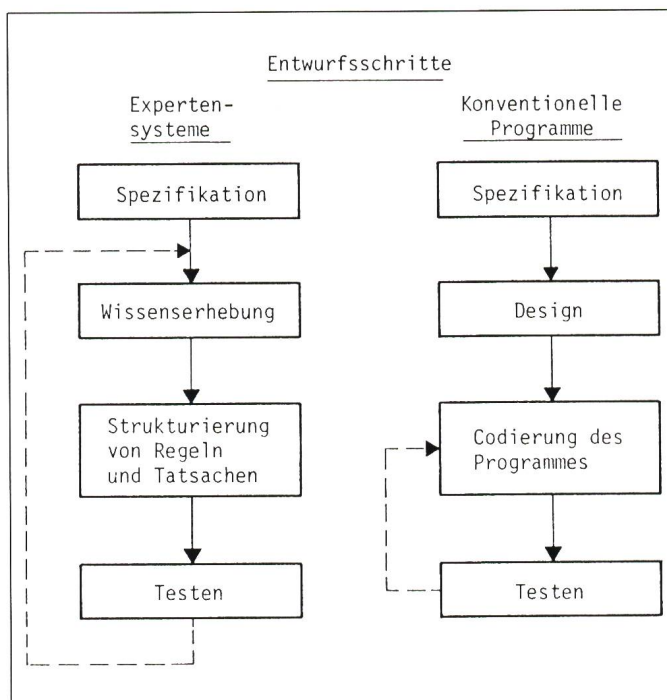 Entwurfsschritte
Experten-
systeme
Spezifikation
Wissenserhebung
Strukturierung
von Regeln
und Tatsachen
Testen
Konventionelle
Programme
Spezifikation
Design
Codierung des
Programmes
Testen